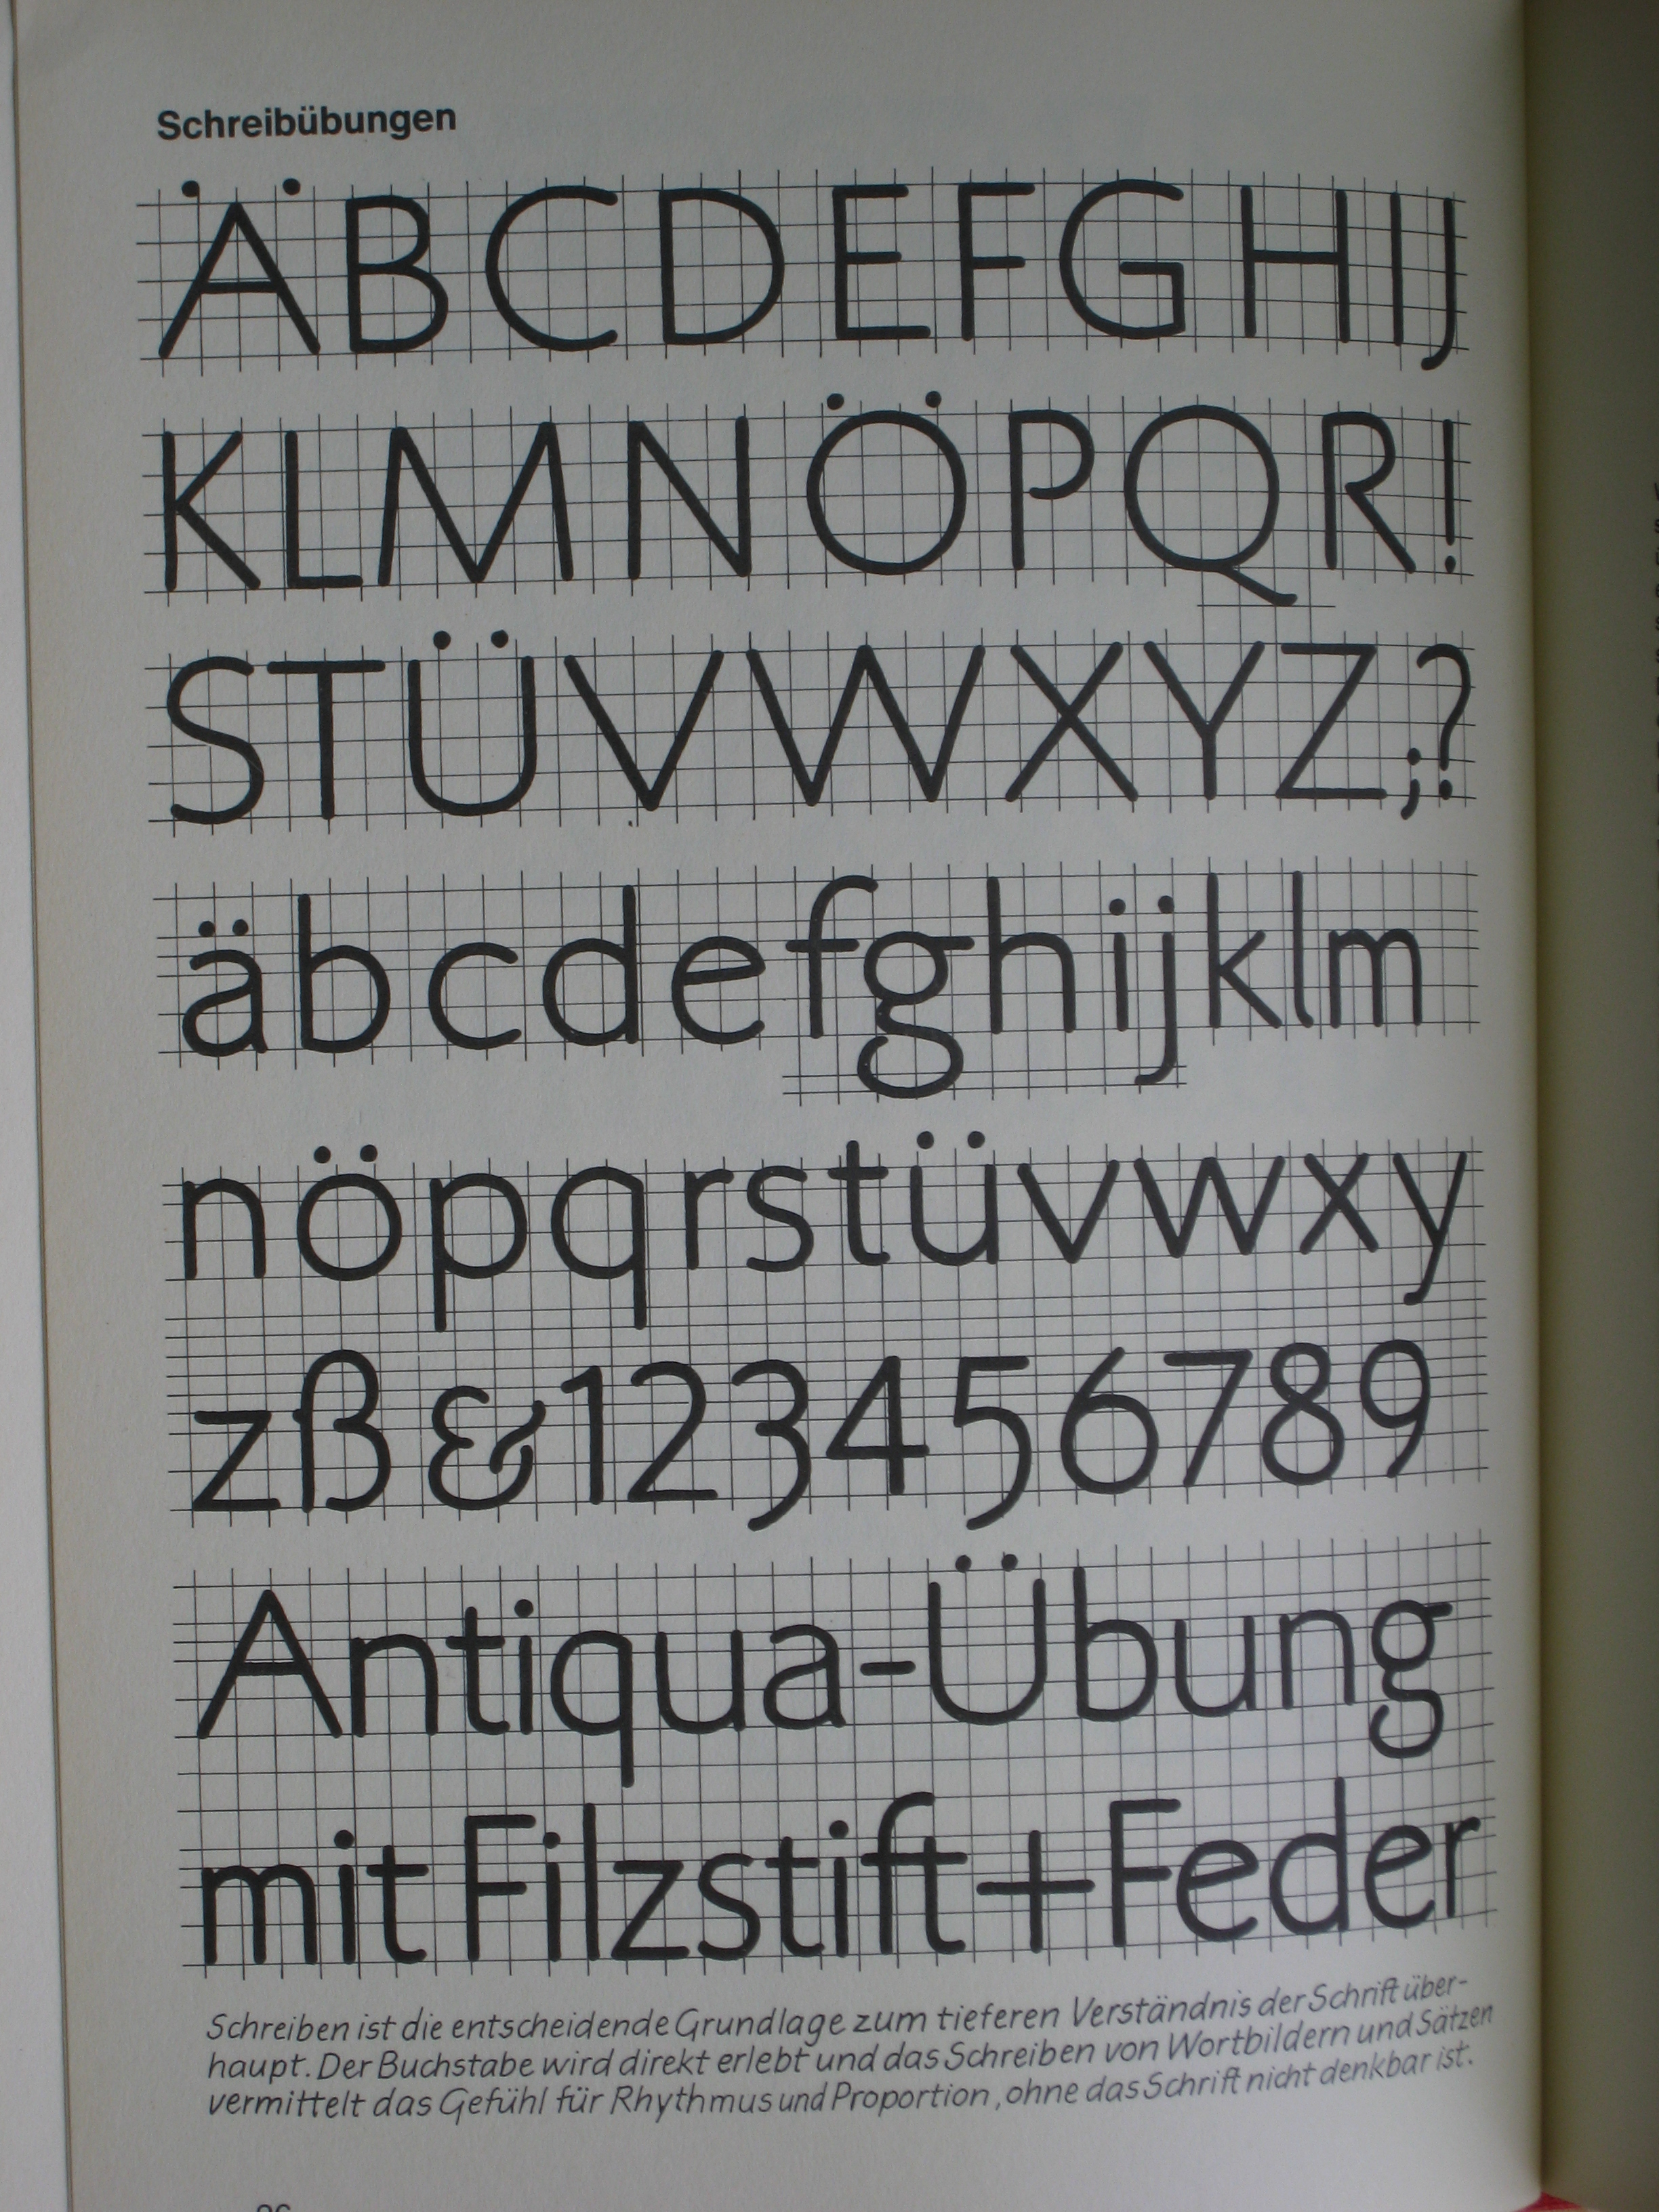 Schreibübungen
ÄBCDEFGHIJ
KLMNÖPQR!
STÜVWXYZ;?
äbcdefghijklm
nöpqrstüvwxy
zß&123456789
Antiqua-Übung
mit Filzstift+Feder
Schreiben ist die entscheidende Grundlage zum tieferen Verständnis der Schrift über-
haupt. Der Buchstabe wird direkt erlebt und das Schreiben von Wortbildern und Sätzen
vermittelt das Gefühl für Rhythmus und Proportion, ohne das Schrift nicht denkbar ist.